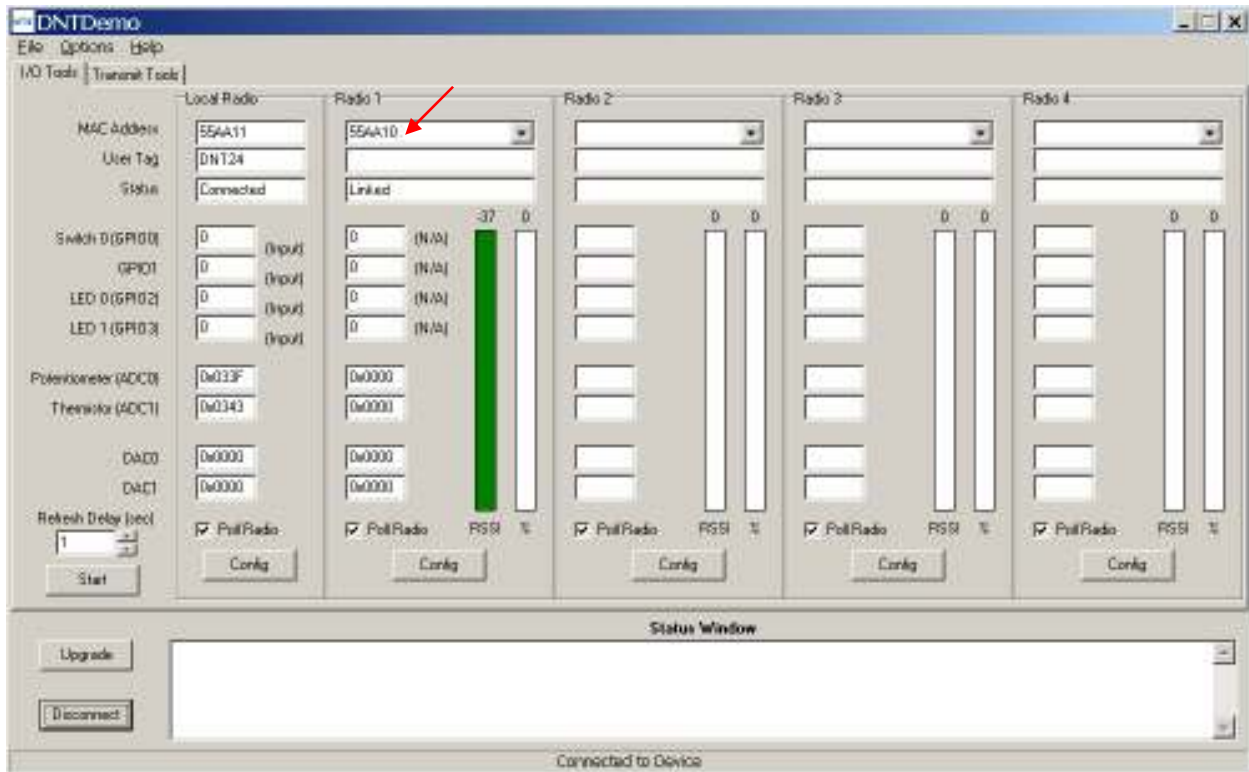 DNTDemo
File Options Help
I/O Tools Transmit Tools
Local Radio Radio 1 Radio 2 Radio 3 Radio 4
MAC Address 55AA11 55AA10
User Tag DNT24
Status Connected Linked
-37 0 0 0 0 0 0 0
Switch 0 (GPIO0) 0 (Input) 0 (N/A)
GPIO1 0 (Input) 0 (N/A)
LED 0 (GPIO2) 0 (Input) 0 (N/A)
LED 1 (GPIO3) 0 (Input) 0 (N/A)
Potentiometer (ADC0) 0x033F 0x0000
Thermistor (ADC1) 0x0343 0x0000
DAC0 0x0000 0x0000
DAC1 0x0000 0x0000
Refresh Delay (sec)
1
Poll Radio Poll Radio RSSI % Poll Radio RSSI % Poll Radio RSSI % Poll Radio RSSI %
Start Config Config Config Config Config
Status Window
Upgrade
Disconnect
Connected to Device